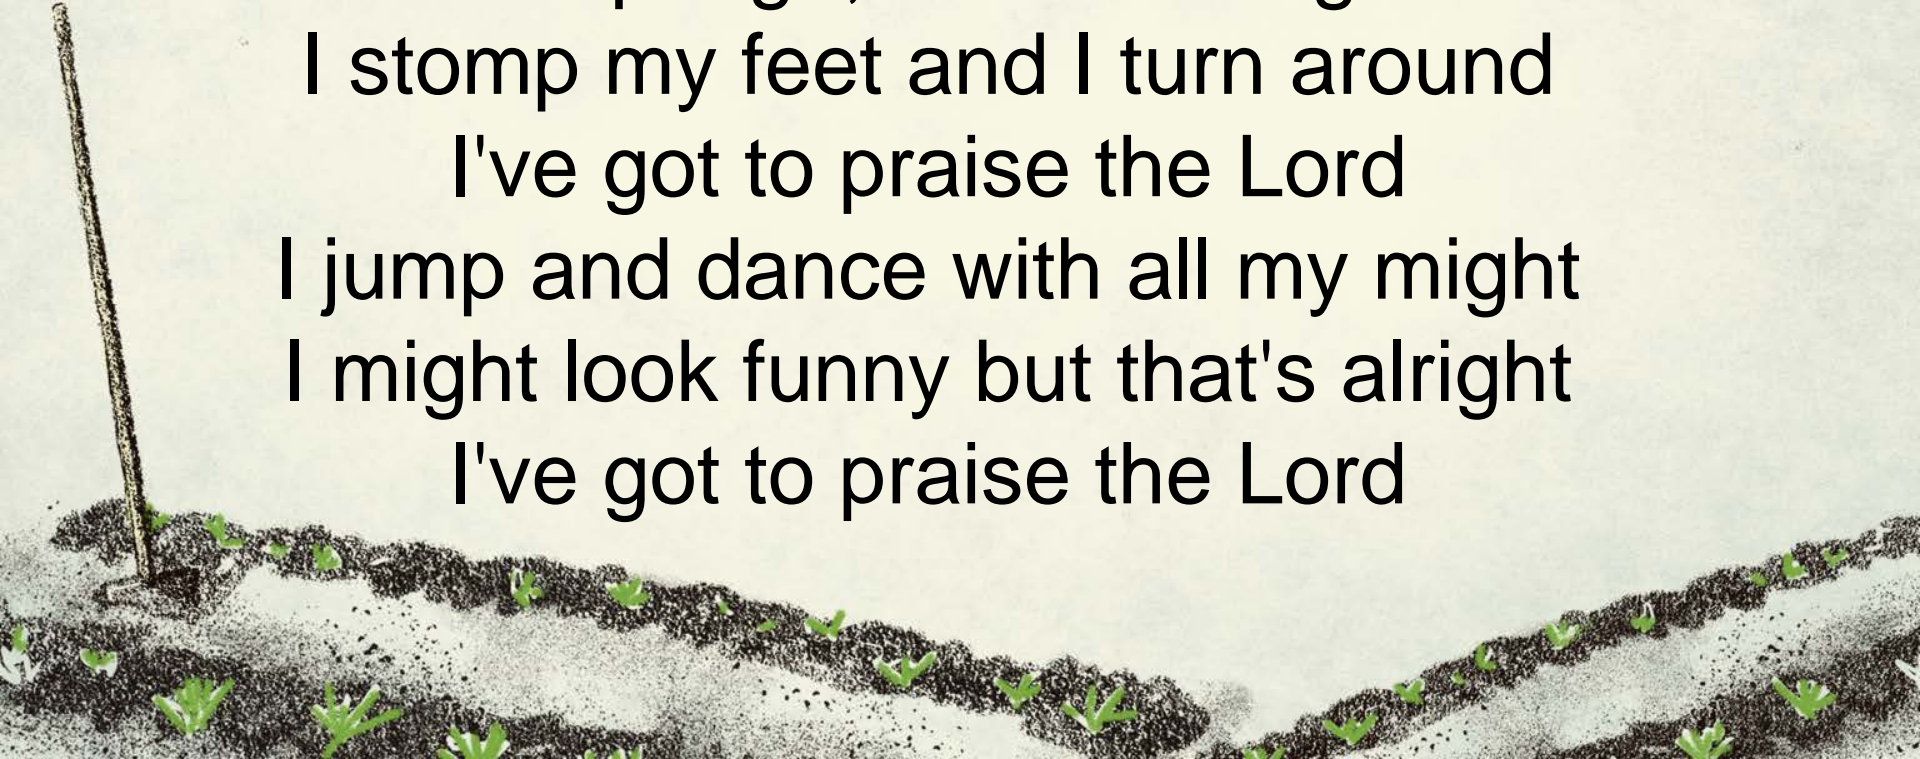 I stomp my feet and I turn around
I've got to praise the Lord
I jump and dance with all my might
I might look funny but that's alright
I've got to praise the Lord